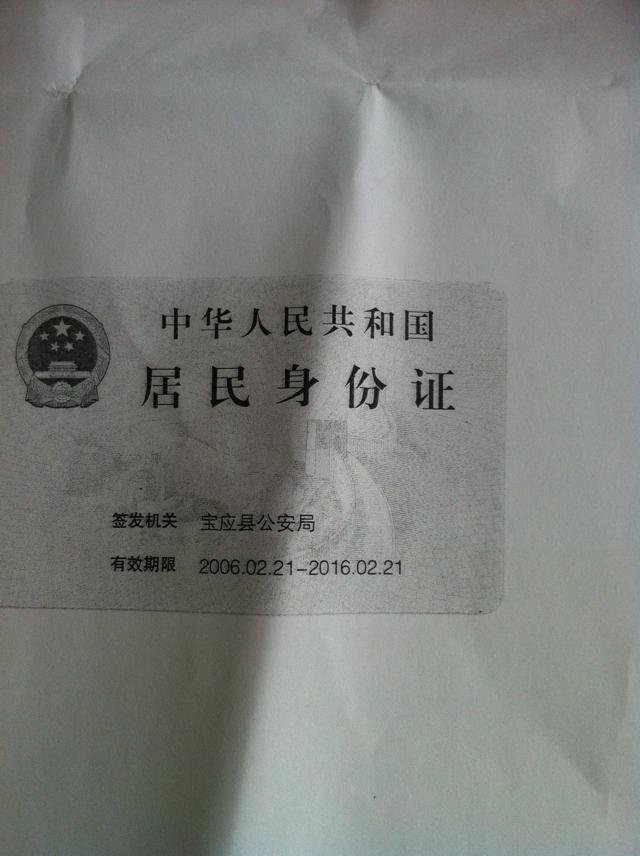 中华人民共和国
居民身份证
签发机关 宝应县公安局
有效期限 2006.02.21-2016.02.21